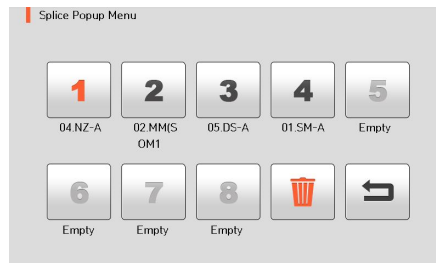 Splice Popup Menu
1 2 3 4 5
04.NZ-A 02.MM(S 05.DS-A 01.SM-A Empty
OM1
6 7 8
Empty Empty Empty